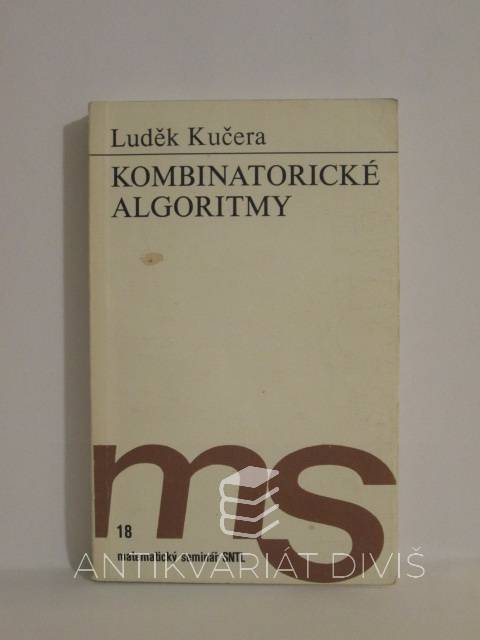 Luděk Kučera
KOMBINATORICKÉ
ALGORITMY
ms
18
matematický seminář SNTL
ANTIKVARIÁT DIVIŠ